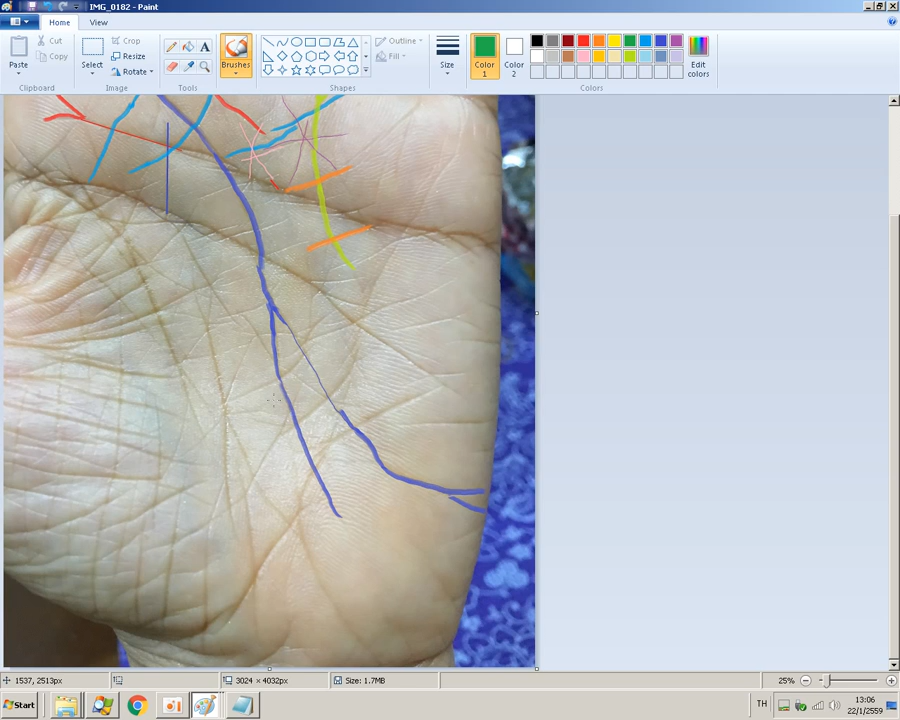 IMG_0182 - Paint
Home
View
Paste
Cut
Copy
Clipboard
Select
Crop
Resize
Rotate
Image
A
Tools
Brushes
Shapes
Outline
Fill
Size
Color 1
Color 2
Edit colors
Colors
1537, 2513px
3024 × 4032px
Size: 1.7MB
25%
Start
TH
13:06
22/1/2559